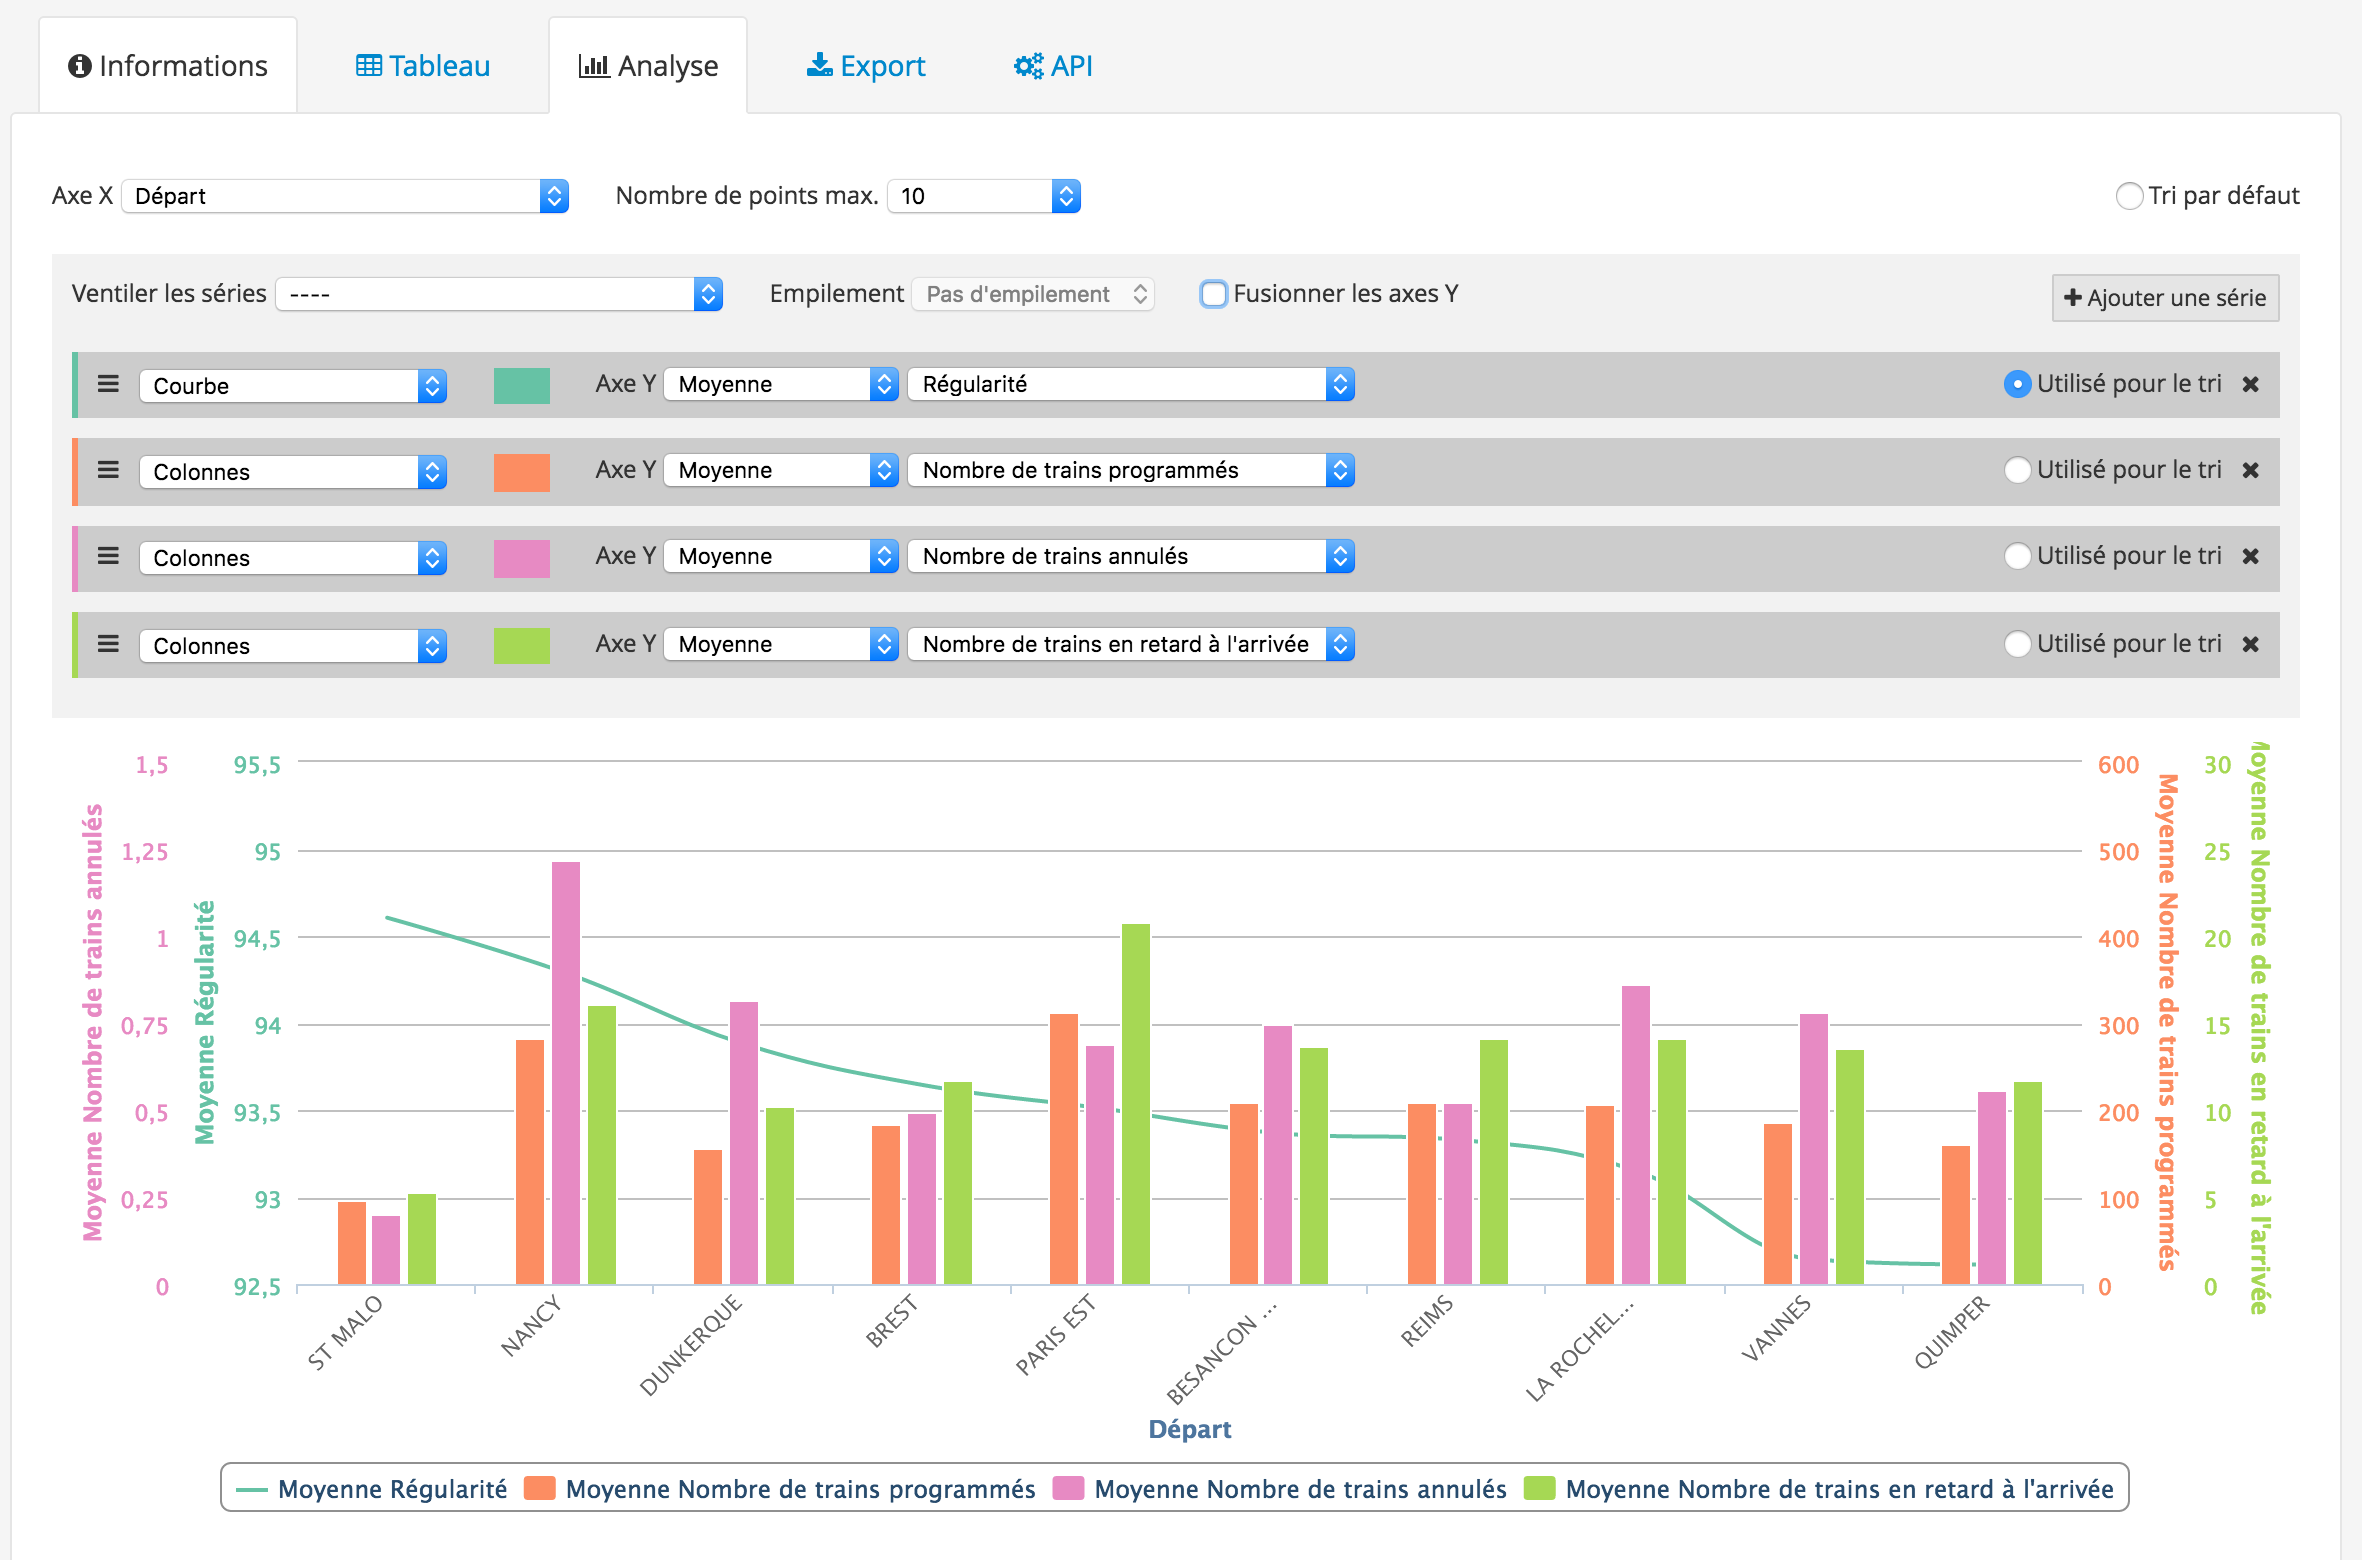 Informations
Tableau
Analyse
Export
API
Axe X Départ
Nombre de points max. 10
Tri par défaut
Ventiler les séries ----
Empilement Pas d'empilement
Fusionner les axes Y
Ajouter une série
Courbe Axe Y Moyenne Régularité Utilisé pour le tri
Colonnes Axe Y Moyenne Nombre de trains programmés Utilisé pour le tri
Colonnes Axe Y Moyenne Nombre de trains annulés Utilisé pour le tri
Colonnes Axe Y Moyenne Nombre de trains en retard à l'arrivée Utilisé pour le tri
Moyenne Nombre de trains annulés
1,5
1,25
1
0,75
0,5
0,25
0
Moyenne Régularité
95,5
95
94,5
94
93,5
93
92,5
600
500
400
300
200
100
0
Moyenne Nombre de trains programmés
30
25
20
15
10
5
0
Moyenne Nombre de trains en retard à l'arrivée
ST MALO
NANCY
DUNKERQUE
BREST
PARIS EST
BESANCON ...
REIMS
LA ROCHEL...
VANNES
QUIMPER
Départ
Moyenne Régularité Moyenne Nombre de trains programmés Moyenne Nombre de trains annulés Moyenne Nombre de trains en retard à l'arrivée